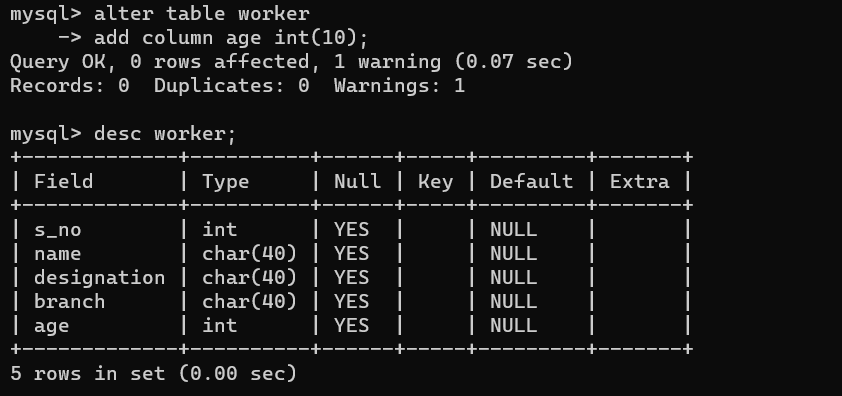 mysql> alter table worker
    -> add column age int(10);
Query OK, 0 rows affected, 1 warning (0.07 sec)
Records: 0  Duplicates: 0  Warnings: 1

mysql> desc worker;
+-------------+----------+------+-----+---------+-------+
| Field       | Type     | Null | Key | Default | Extra |
+-------------+----------+------+-----+---------+-------+
| s_no        | int      | YES  |     | NULL    |       |
| name        | char(40) | YES  |     | NULL    |       |
| designation | char(40) | YES  |     | NULL    |       |
| branch      | char(40) | YES  |     | NULL    |       |
| age         | int      | YES  |     | NULL    |       |
+-------------+----------+------+-----+---------+-------+
5 rows in set (0.00 sec)